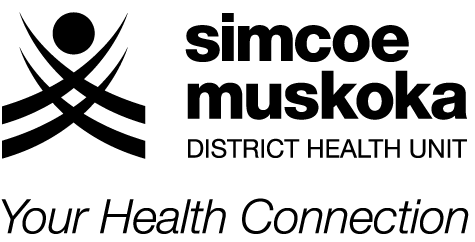 simcoe
muskoka
DISTRICT HEALTH UNIT
Your Health Connection